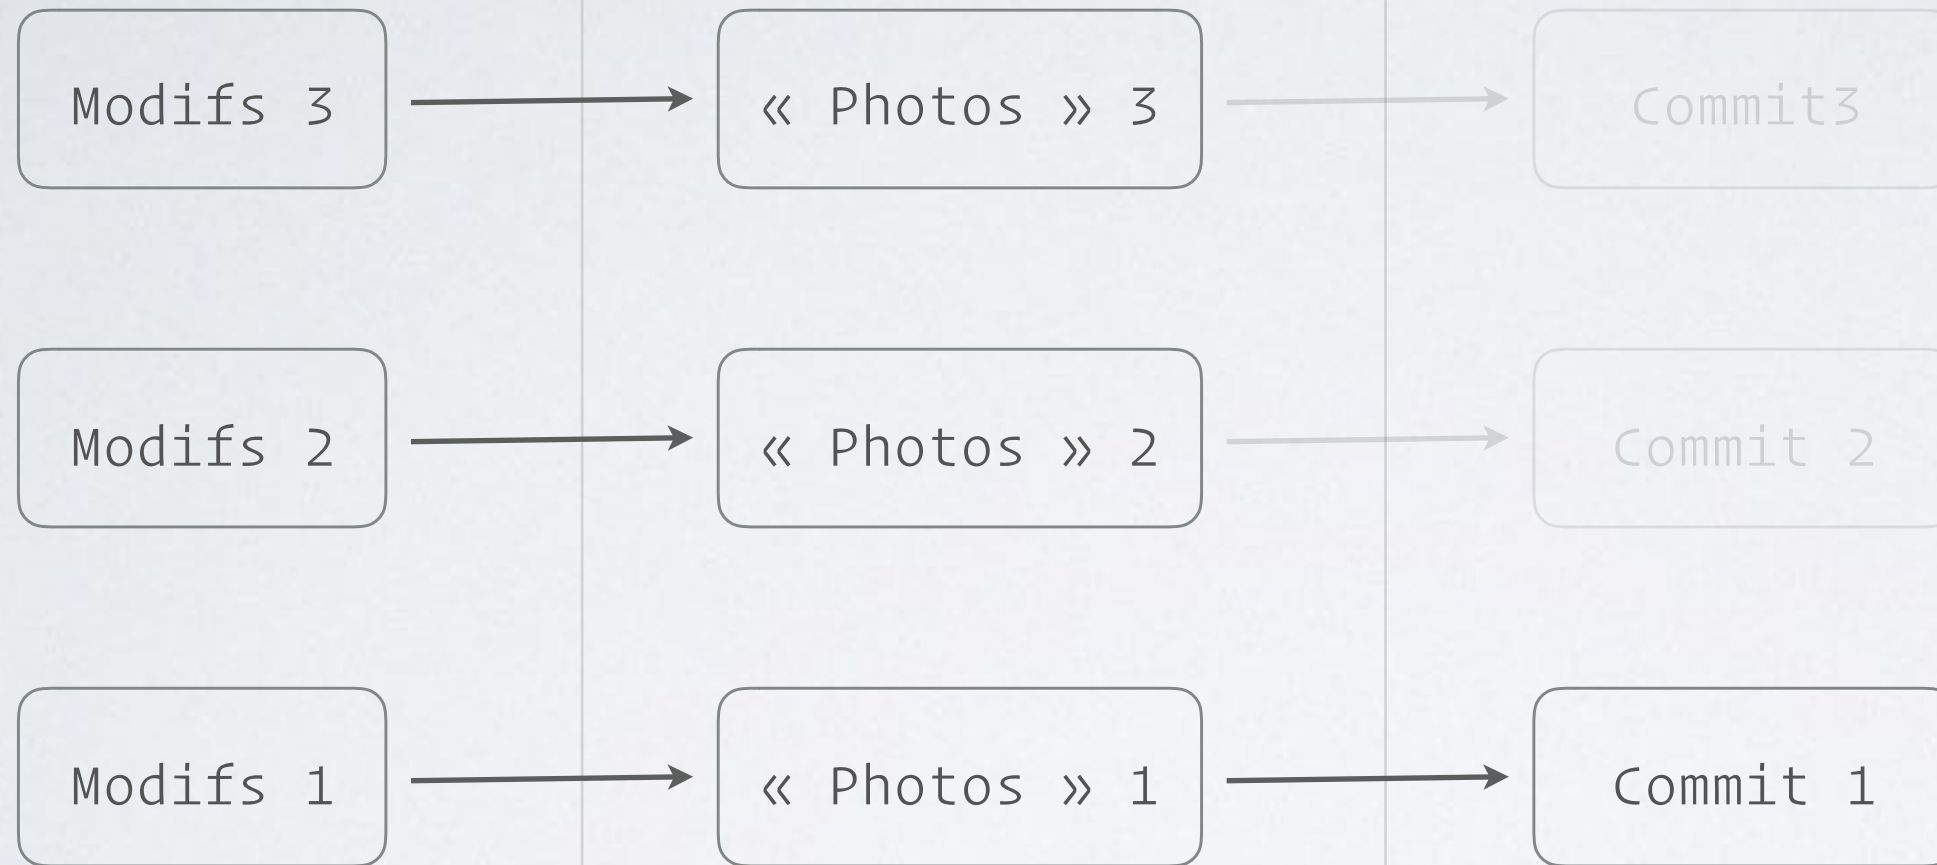 Modifs 3
« Photos » 3
Commit3
Modifs 2
« Photos » 2
Commit 2
Modifs 1
« Photos » 1
Commit 1